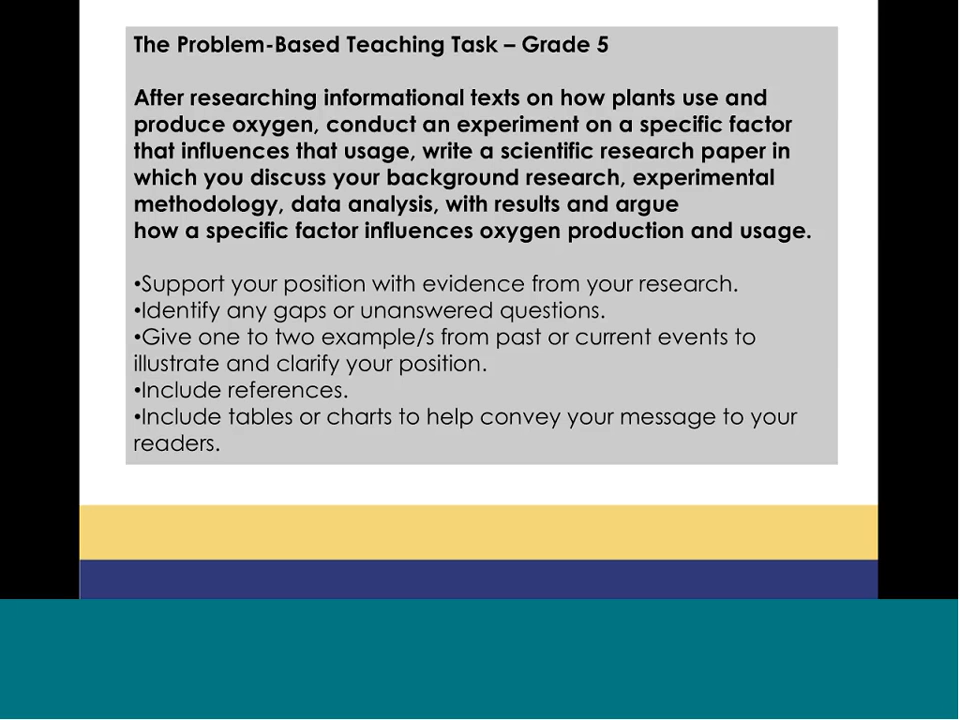 The Problem-Based Teaching Task – Grade 5
After researching informational texts on how plants use and
produce oxygen, conduct an experiment on a specific factor
that influences that usage, write a scientific research paper in
which you discuss your background research, experimental
methodology, data analysis, with results and argue
how a specific factor influences oxygen production and usage.
•Support your position with evidence from your research.
•Identify any gaps or unanswered questions.
•Give one to two example/s from past or current events to
illustrate and clarify your position.
•Include references.
•Include tables or charts to help convey your message to your
readers.